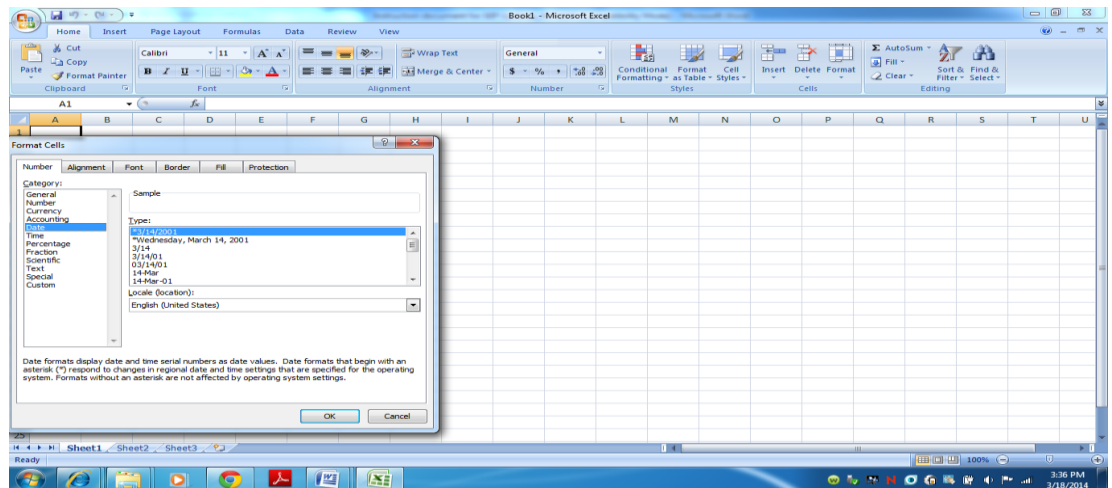 Book1 - Microsoft Excel
Home Insert Page Layout Formulas Data Review View
Cut
Copy
Format Painter
Paste
Clipboard
Calibri 11
B I U
Font
Wrap Text
Merge & Center
Alignment
General
$ % ,
Number
Conditional Formatting
Format as Table
Cell Styles
Styles
Insert Delete Format
Cells
Σ AutoSum
Fill
Clear
Sort & Filter
Find & Select
Editing
A1 fx
A B C D E F G H I J K L M N O P Q R S T U
1
Format Cells
Number Alignment Font Border Fill Protection
Category:
General
Number
Currency
Accounting
Date
Time
Percentage
Fraction
Scientific
Text
Special
Custom
Sample
Type:
*3/14/2001
*Wednesday, March 14, 2001
3/14
3/14/01
03/14/01
14-Mar
14-Mar-01
Locale (location):
English (United States)
Date formats display date and time serial numbers as date values. Date formats that begin with an
asterisk (*) respond to changes in regional date and time settings that are specified for the operating
system. Formats without an asterisk are not affected by operating system settings.
OK Cancel
25
Sheet1 Sheet2 Sheet3
Ready 100%
3:36 PM
3/18/2014